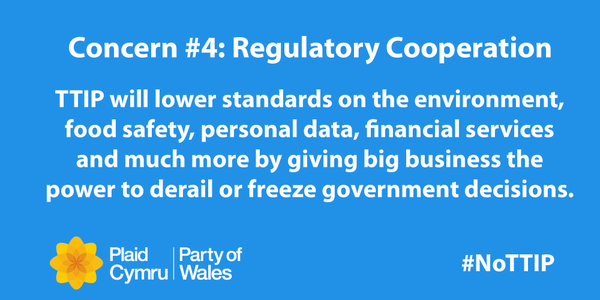 Concern #4: Regulatory Cooperation
TTIP will lower standards on the environment,
food safety, personal data, financial services
and much more by giving big business the
power to derail or freeze government decisions.
Plaid Cymru
Party of Wales
#NoTTIP